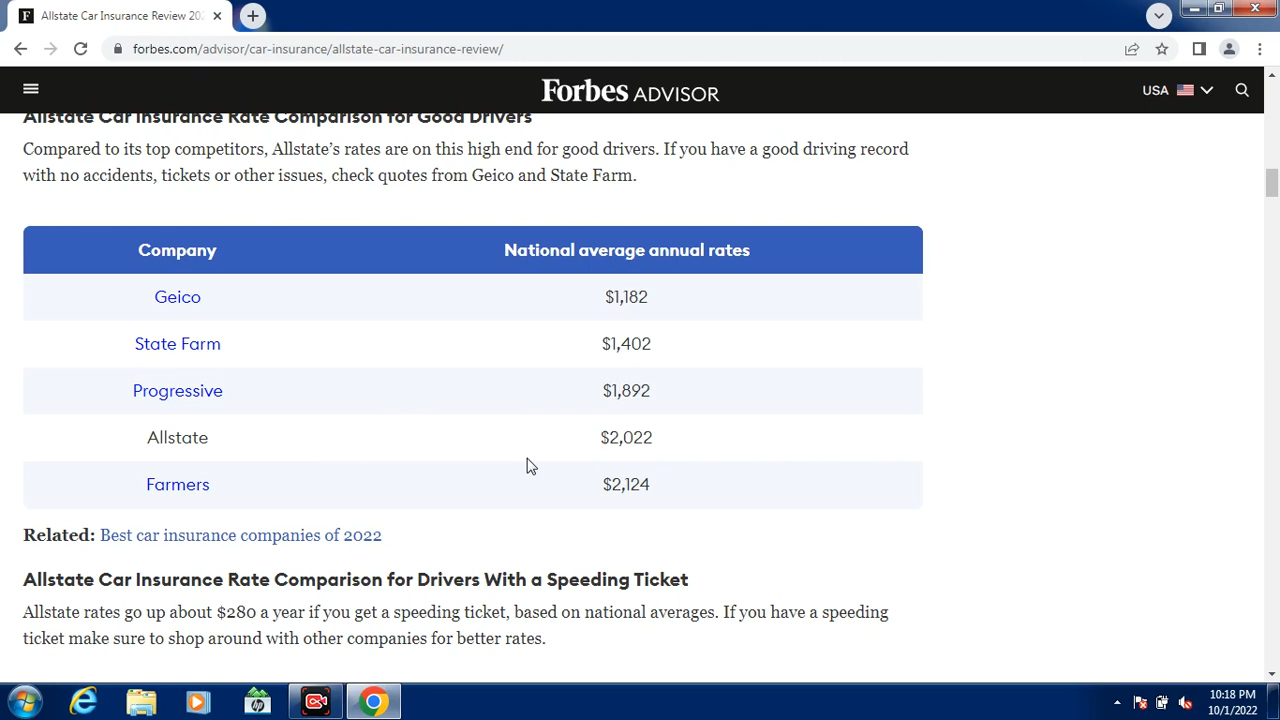 Allstate Car Insurance Review 202
forbes.com/advisor/car-insurance/allstate-car-insurance-review/
Forbes ADVISOR
USA
Allstate Car Insurance Rate Comparison for Good Drivers
Compared to its top competitors, Allstate’s rates are on this high end for good drivers. If you have a good driving record
with no accidents, tickets or other issues, check quotes from Geico and State Farm.
Company National average annual rates
Geico $1,182
State Farm $1,402
Progressive $1,892
Allstate $2,022
Farmers $2,124
Related: Best car insurance companies of 2022
Allstate Car Insurance Rate Comparison for Drivers With a Speeding Ticket
Allstate rates go up about $280 a year if you get a speeding ticket, based on national averages. If you have a speeding
ticket make sure to shop around with other companies for better rates.
10:18 PM
10/1/2022